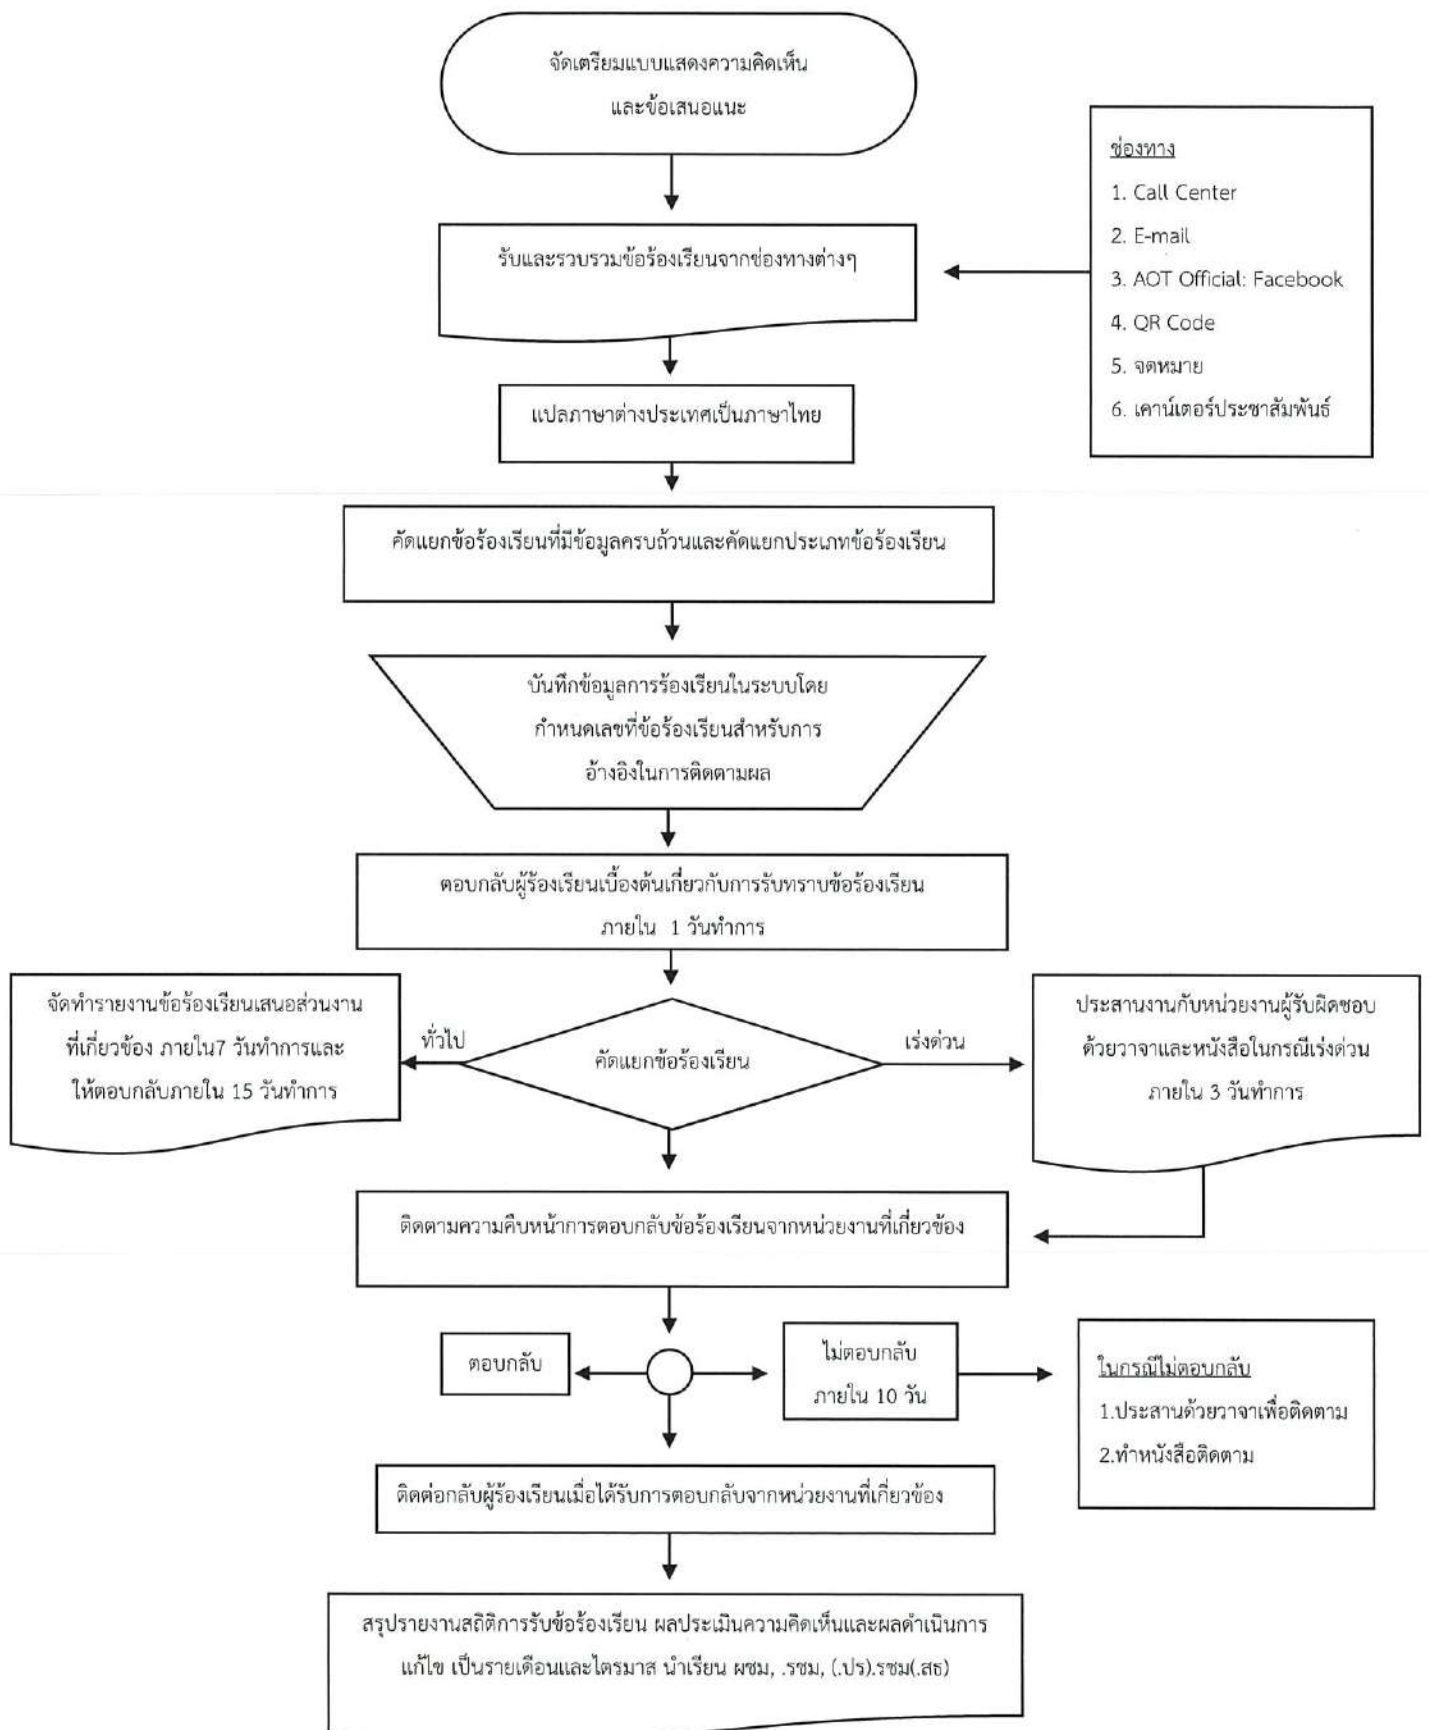 จัดเตรียมแบบแสดงความคิดเห็น
และข้อเสนอแนะ
ช่องทาง
1. Call Center
2. E-mail
3. AOT Official: Facebook
4. QR Code
5. จดหมาย
6. เคาน์เตอร์ประชาสัมพันธ์
รับและรวบรวมข้อร้องเรียนจากช่องทางต่างๆ
แปลภาษาต่างประเทศเป็นภาษาไทย
คัดแยกข้อร้องเรียนที่มีข้อมูลครบถ้วนและคัดแยกประเภทข้อร้องเรียน
บันทึกข้อมูลการร้องเรียนในระบบโดย
กำหนดเลขที่ข้อร้องเรียนสำหรับการ
อ้างอิงในการติดตามผล
ตอบกลับผู้ร้องเรียนเบื้องต้นเกี่ยวกับการรับทราบข้อร้องเรียน
ภายใน 1 วันทำการ
จัดทำรายงานข้อร้องเรียนเสนอส่วนงาน
ที่เกี่ยวข้อง ภายใน7 วันทำการและ
ให้ตอบกลับภายใน 15 วันทำการ
ทั่วไป
คัดแยกข้อร้องเรียน
เร่งด่วน
ประสานงานกับหน่วยงานผู้รับผิดชอบ
ด้วยวาจาและหนังสือในกรณีเร่งด่วน
ภายใน 3 วันทำการ
ติดตามความคืบหน้าการตอบกลับข้อร้องเรียนจากหน่วยงานที่เกี่ยวข้อง
ตอบกลับ
ไม่ตอบกลับ
ภายใน 10 วัน
ในกรณีไม่ตอบกลับ
1.ประสานด้วยวาจาเพื่อติดตาม
2.ทำหนังสือติดตาม
ติดต่อกลับผู้ร้องเรียนเมื่อได้รับการตอบกลับจากหน่วยงานที่เกี่ยวข้อง
สรุปรายงานสถิติการรับข้อร้องเรียน ผลประเมินความคิดเห็นและผลดำเนินการ
แก้ไข เป็นรายเดือนและไตรมาส นำเรียน ผชม, .รชม, (.ปร).รชม(.สธ)